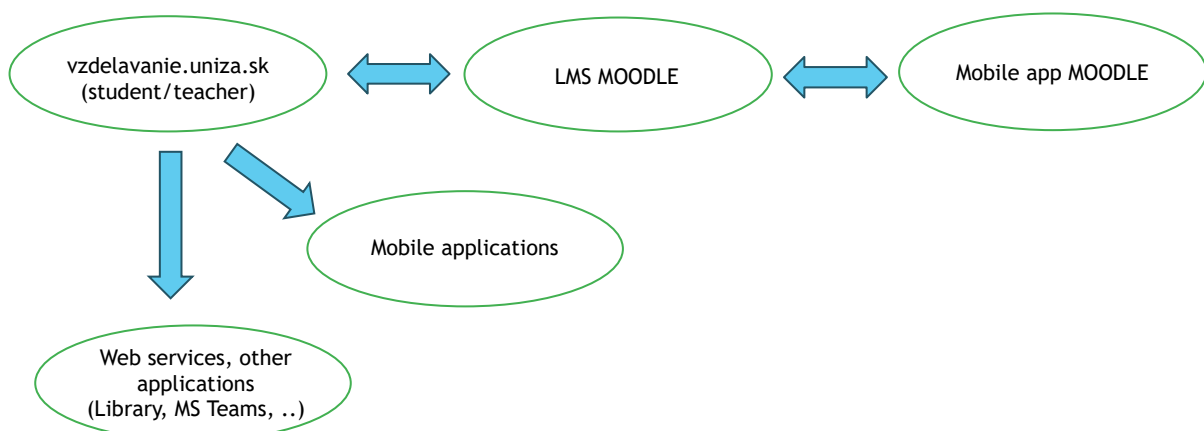 vzdelavanie.uniza.sk
(student/teacher)
LMS MOODLE
Mobile app MOODLE
Mobile applications
Web services, other
applications
(Library, MS Teams, ..)